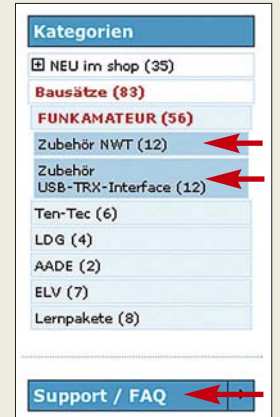 Kategorien
NEU im shop (35)
Bausätze (83)
FUNKAMATEUR (56)
Zubehör NWT (12)
Zubehör
USB-TRX-Interface (12)
Ten-Tec (6)
LDG (4)
AADE (2)
ELV (7)
Lernpakete (8)
Support / FAQ